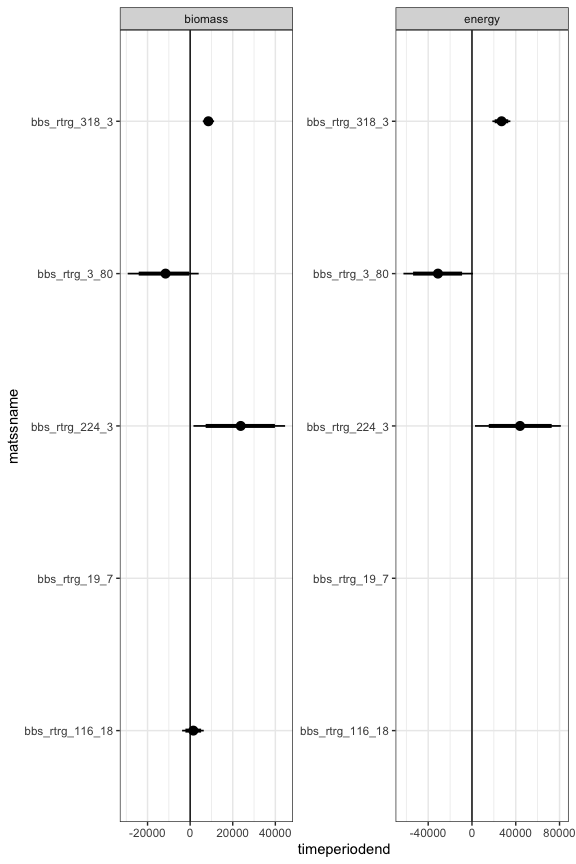 biomass
energy
matssname
bbs_rtrg_318_3
bbs_rtrg_3_80
bbs_rtrg_224_3
bbs_rtrg_19_7
bbs_rtrg_116_18
bbs_rtrg_318_3
bbs_rtrg_3_80
bbs_rtrg_224_3
bbs_rtrg_19_7
bbs_rtrg_116_18
-20000 0 20000 40000
-40000 0 40000 80000
timeperiodend